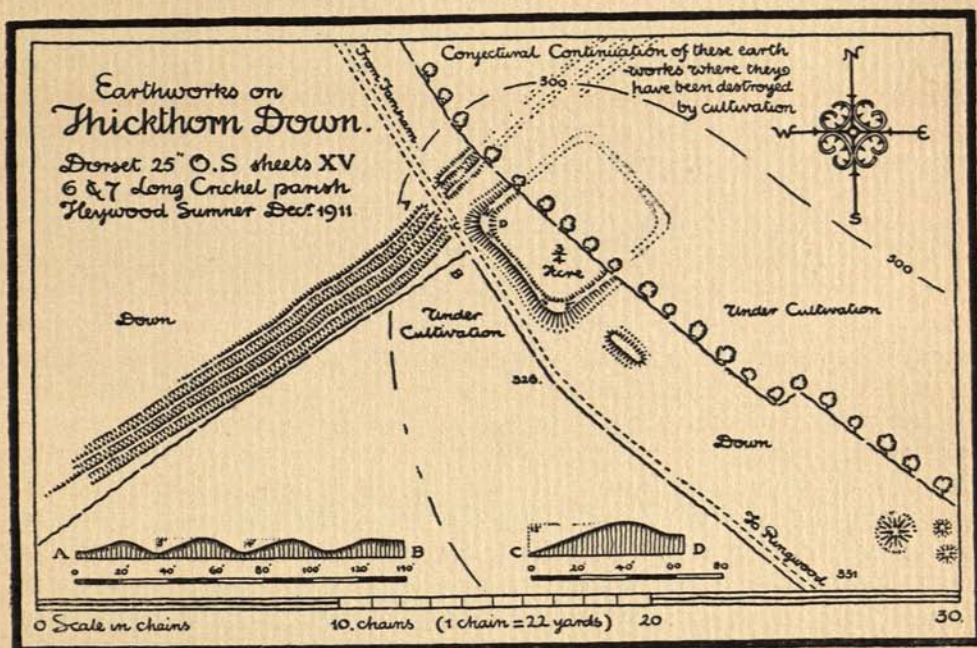 Earthworks on
Thickthorn Down.
Dorset 25" O.S sheets XV
6 & 7 Long Crichel parish
Heywood Sumner Decr. 1911
From Farnham
Conjectural Continuation of these earth
works where they
have been destroyed
by cultivation
300
N
W E
S
A
B
D
3/4
Acre
300
Down
Under
Cultivation
Under Cultivation
328.
Down
To Ringwood
331
A 3' 4' B
0 20' 40' 60' 80' 100' 120' 140'
C D
0 20 40 60 80
0 Scale in chains 10. chains (1 chain = 22 yards) 20 30.